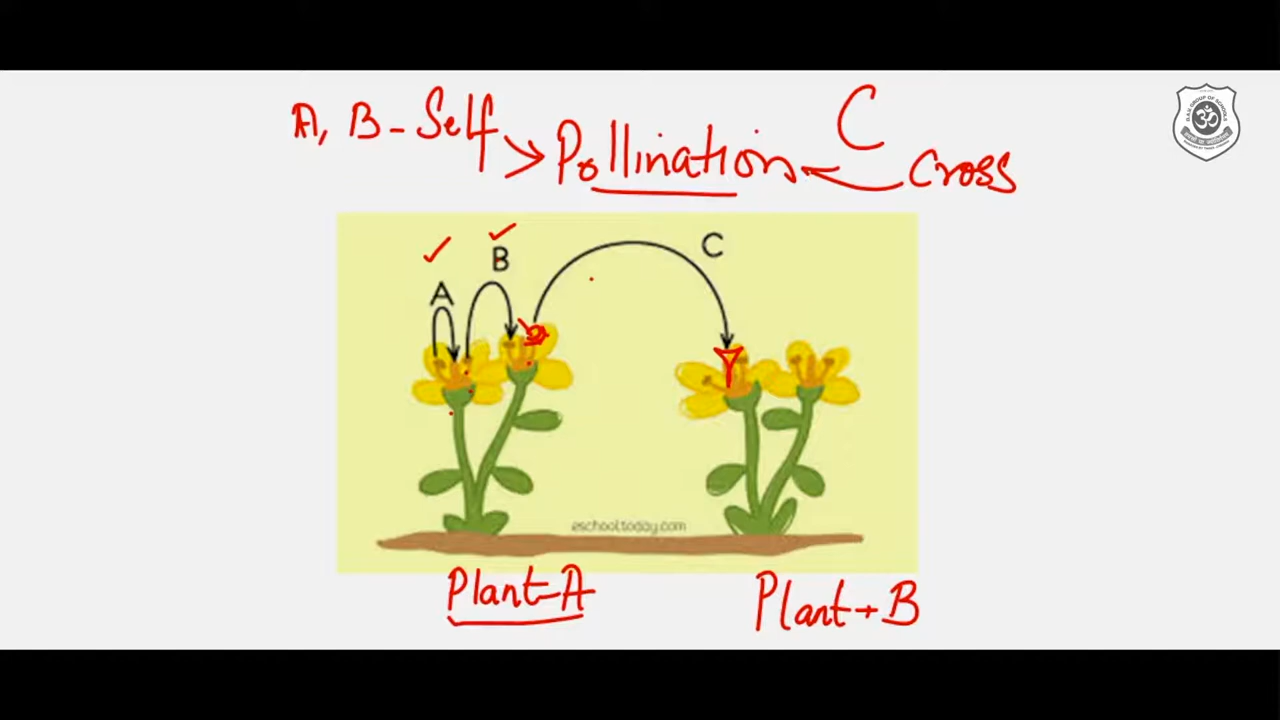 A, B - Self
Pollination
C
Cross
A
B
C
eschooltoday.com
Plant-A
Plant-B